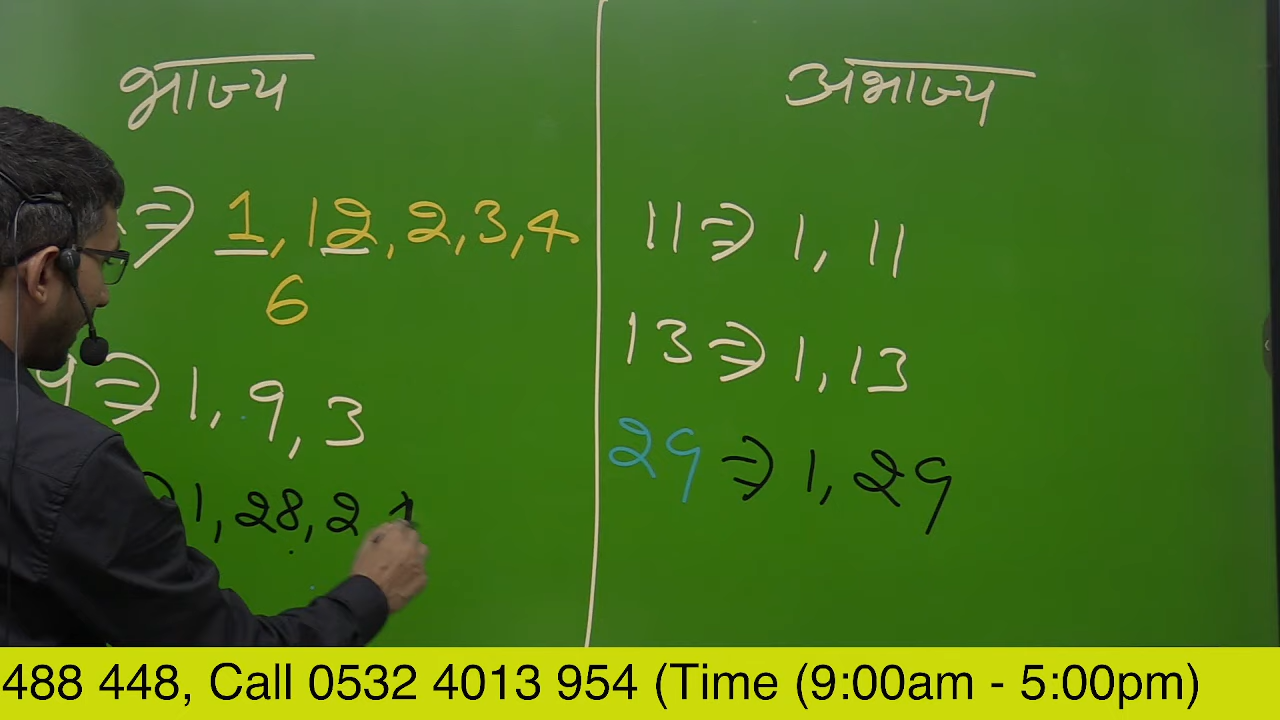 भाज्य
⇒ 1, 12, 2, 3, 4
6
9 ⇒ 1, 9, 3
1, 28, 2
अभाज्य
11 ⇒ 1, 11
13 ⇒ 1, 13
29 ⇒ 1, 29
488 448, Call 0532 4013 954 (Time (9:00am - 5:00pm)